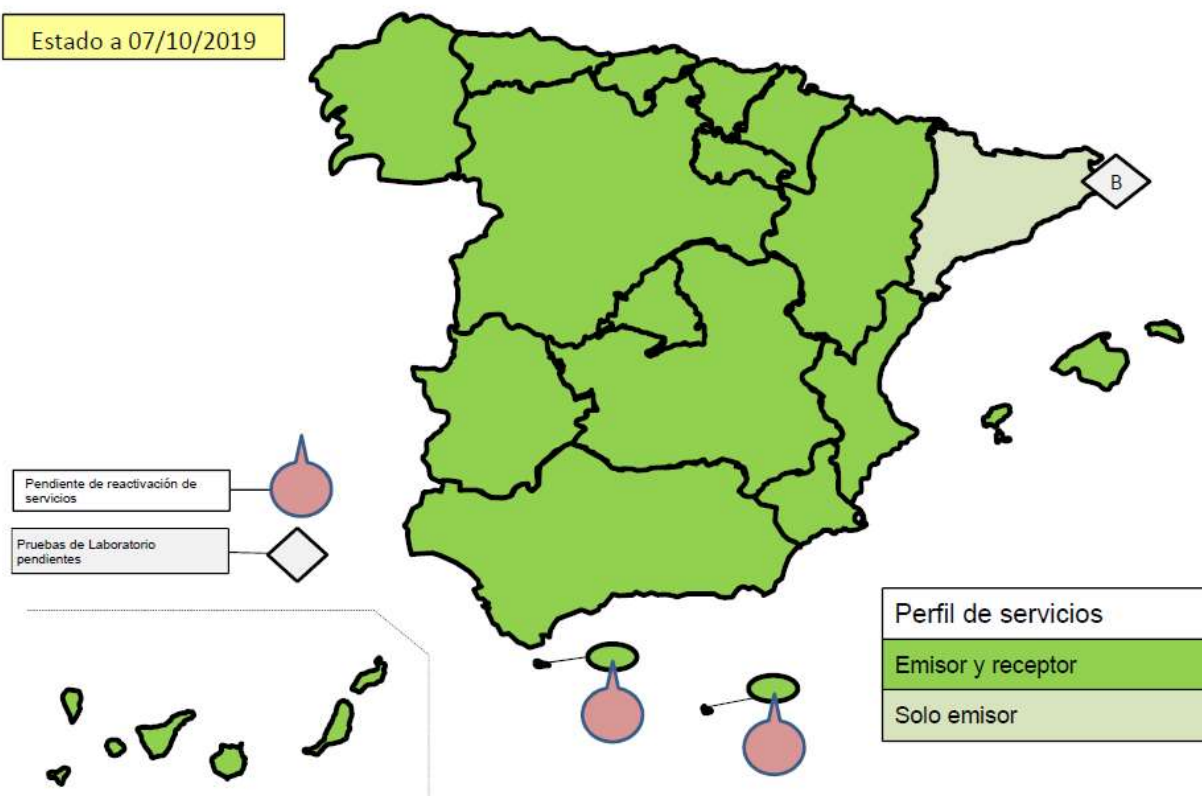 Estado a 07/10/2019
B
Pendiente de reactivación de
servicios
Pruebas de Laboratorio
pendientes
Perfil de servicios
Emisor y receptor
Solo emisor